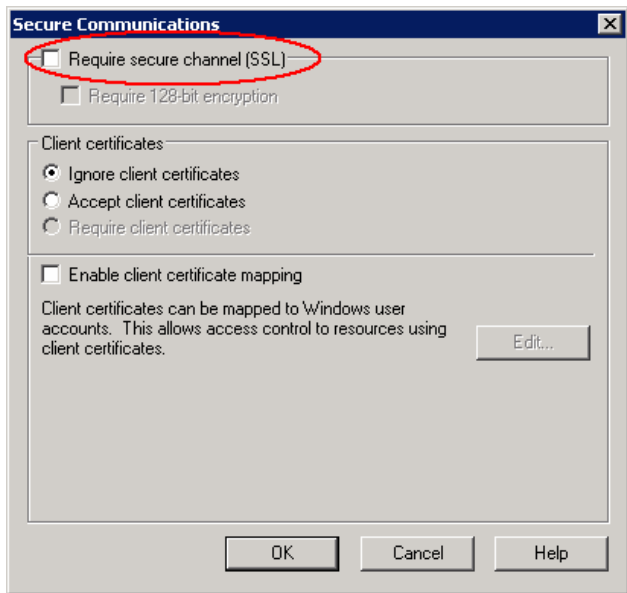 Secure Communications
Require secure channel (SSL)
Require 128-bit encryption
Client certificates
Ignore client certificates
Accept client certificates
Require client certificates
Enable client certificate mapping
Client certificates can be mapped to Windows user
accounts.  This allows access control to resources using
client certificates.
Edit...
OK
Cancel
Help